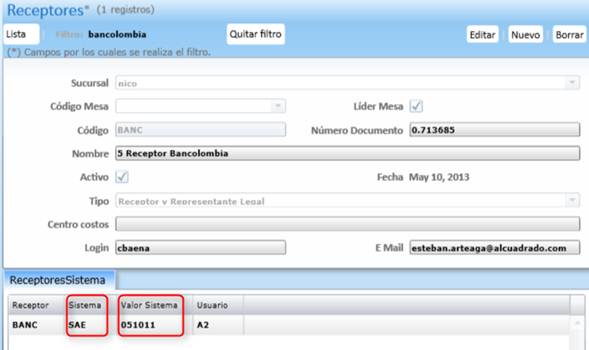 Receptores* (1 registros)
Lista Filtro: bancolombia Quitar filtro Editar Nuevo Borrar
(*) Campos por los cuales se realiza el filtro.
Sucursal nico
Código Mesa Líder Mesa
Código BANC Número Documento 0.713685
Nombre 5 Receptor Bancolombia
Activo Fecha May 10, 2013
Tipo Receptor y Representante Legal
Centro costos
Login cbaena E Mail esteban.arteaga@alcuadrado.com
ReceptoresSistema
Receptor Sistema Valor Sistema Usuario
BANC SAE 051011 A2